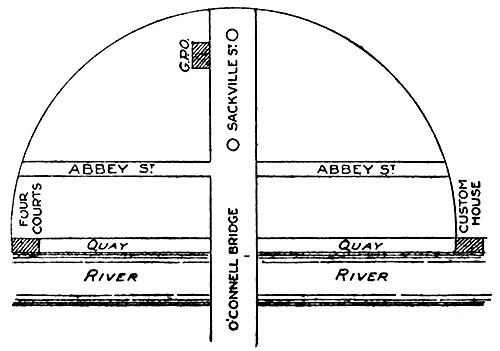 G.P.O.
SACKVILLE ST.
ABBEY ST
ABBEY ST
FOUR
COURTS
CUSTOM
HOUSE
QUAY
QUAY
O'CONNELL BRIDGE
RIVER
RIVER